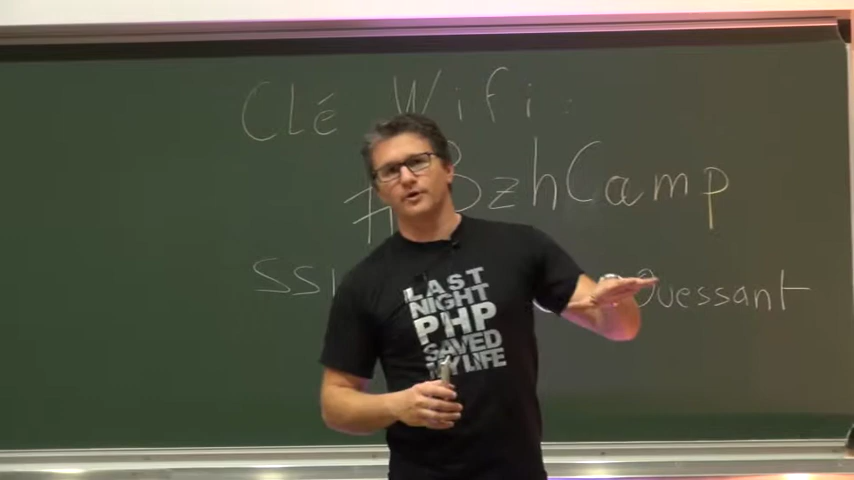 Clé Wifi :
#BzhCamp
Ouessant
LAST
NIGHT
PHP
SAVED
MY LIFE